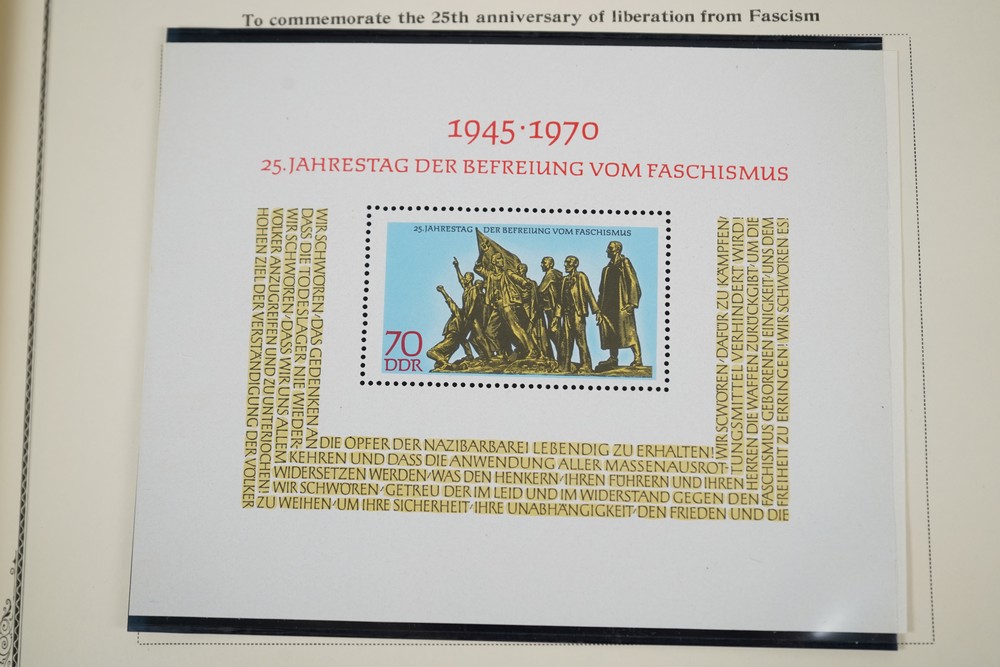 To commemorate the 25th anniversary of liberation from Fascism
1945·1970
25. JAHRESTAG DER BEFREIUNG VOM FASCHISMUS
25. JAHRESTAG DER BEFREIUNG VOM FASCHISMUS
70
DDR
WIR SCHWÖREN, DAS GEDENKEN AN DIE OPFER DER NAZIBARBAREI LEBENDIG ZU ERHALTEN! WIR SCHWÖREN, DAFÜR ZU KÄMPFEN,
DASS DIE TODESLAGER NIE WIEDER-KEHREN UND DASS DIE ANWENDUNG ALLER MASSENAUSROT-TUNGSMITTEL VERHINDERT WIRD!
WIR SCHWÖREN, DASS WIR UNS ALLEM WIDERSETZEN WERDEN, WAS DEN HENKERN, IHREN FÜHRERN UND IHREN HERREN DIE WAFFEN ZURÜCKGIBT, UM DIE
VÖLKER ANZUGREIFEN UND ZU UNTERJOCHEN! WIR SCHWÖREN, GETREU DER IM LEID UND IM WIDERSTAND GEGEN DEN FASCHISMUS GEBORENEN EINIGKEIT, UNS DEM
HOHEN ZIEL DER VERSTÄNDIGUNG DER VÖLKER ZU WEIHEN, UM IHRE SICHERHEIT, IHRE UNABHÄNGIGKEIT, DEN FRIEDEN UND DIE FREIHEIT ZU ERRINGEN! WIR SCHWÖREN ES!